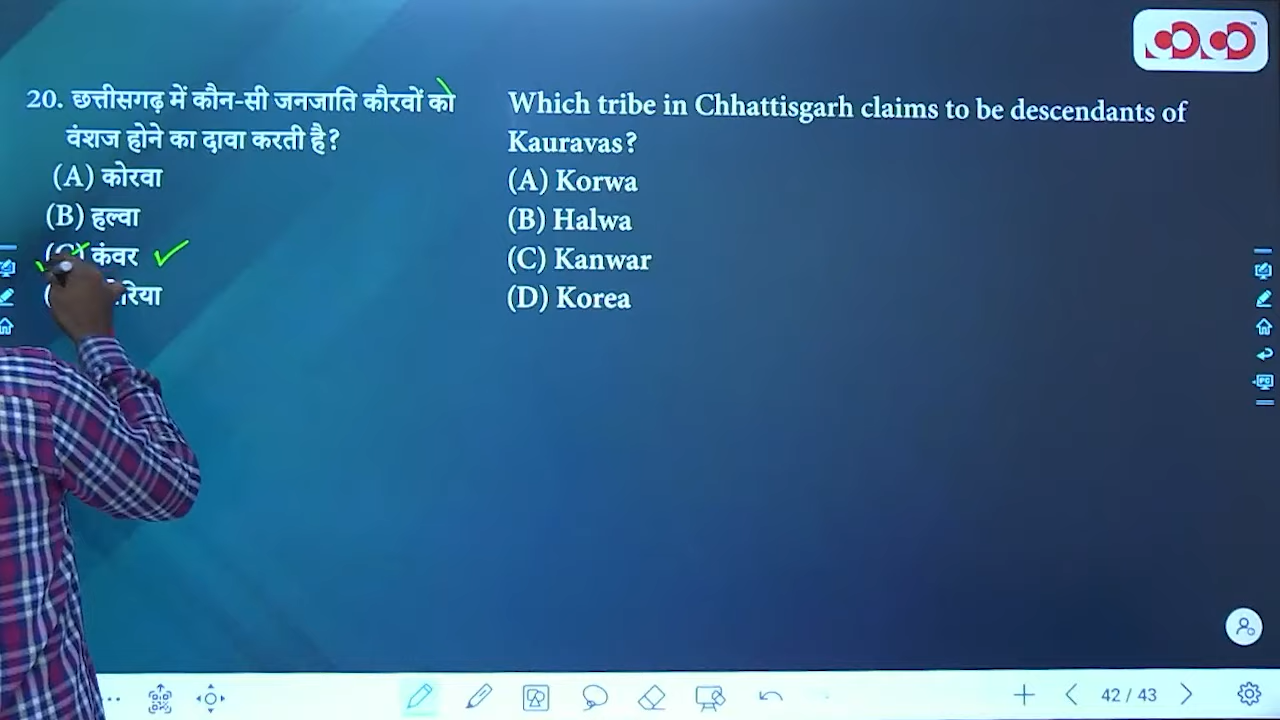 20. छत्तीसगढ़ में कौन-सी जनजाति कौरवों को
वंशज होने का दावा करती है?
(A) कोरवा
(B) हल्वा
(C) कंवर
Which tribe in Chhattisgarh claims to be descendants of
Kauravas?
(A) Korwa
(B) Halwa
(C) Kanwar
(D) Korea
42 / 43